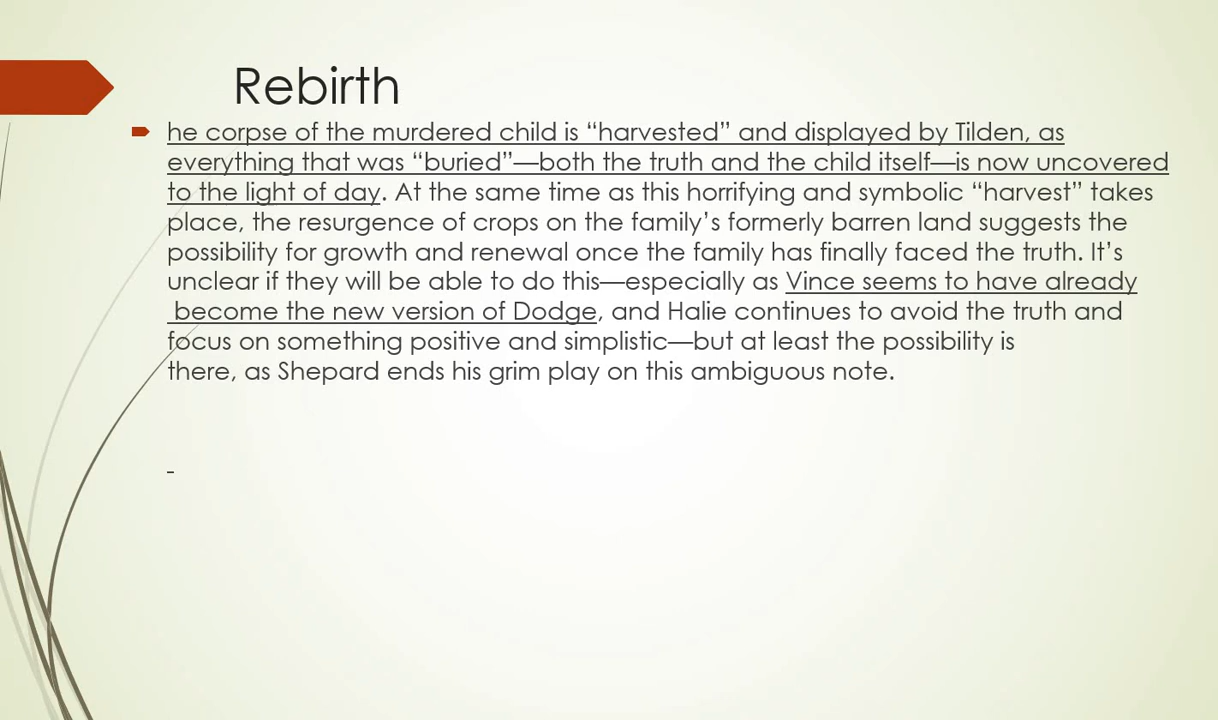 Rebirth
he corpse of the murdered child is “harvested” and displayed by Tilden, as
everything that was “buried”—both the truth and the child itself—is now uncovered
to the light of day. At the same time as this horrifying and symbolic “harvest” takes
place, the resurgence of crops on the family’s formerly barren land suggests the
possibility for growth and renewal once the family has finally faced the truth. It’s
unclear if they will be able to do this—especially as Vince seems to have already
become the new version of Dodge, and Halie continues to avoid the truth and
focus on something positive and simplistic—but at least the possibility is
there, as Shepard ends his grim play on this ambiguous note.